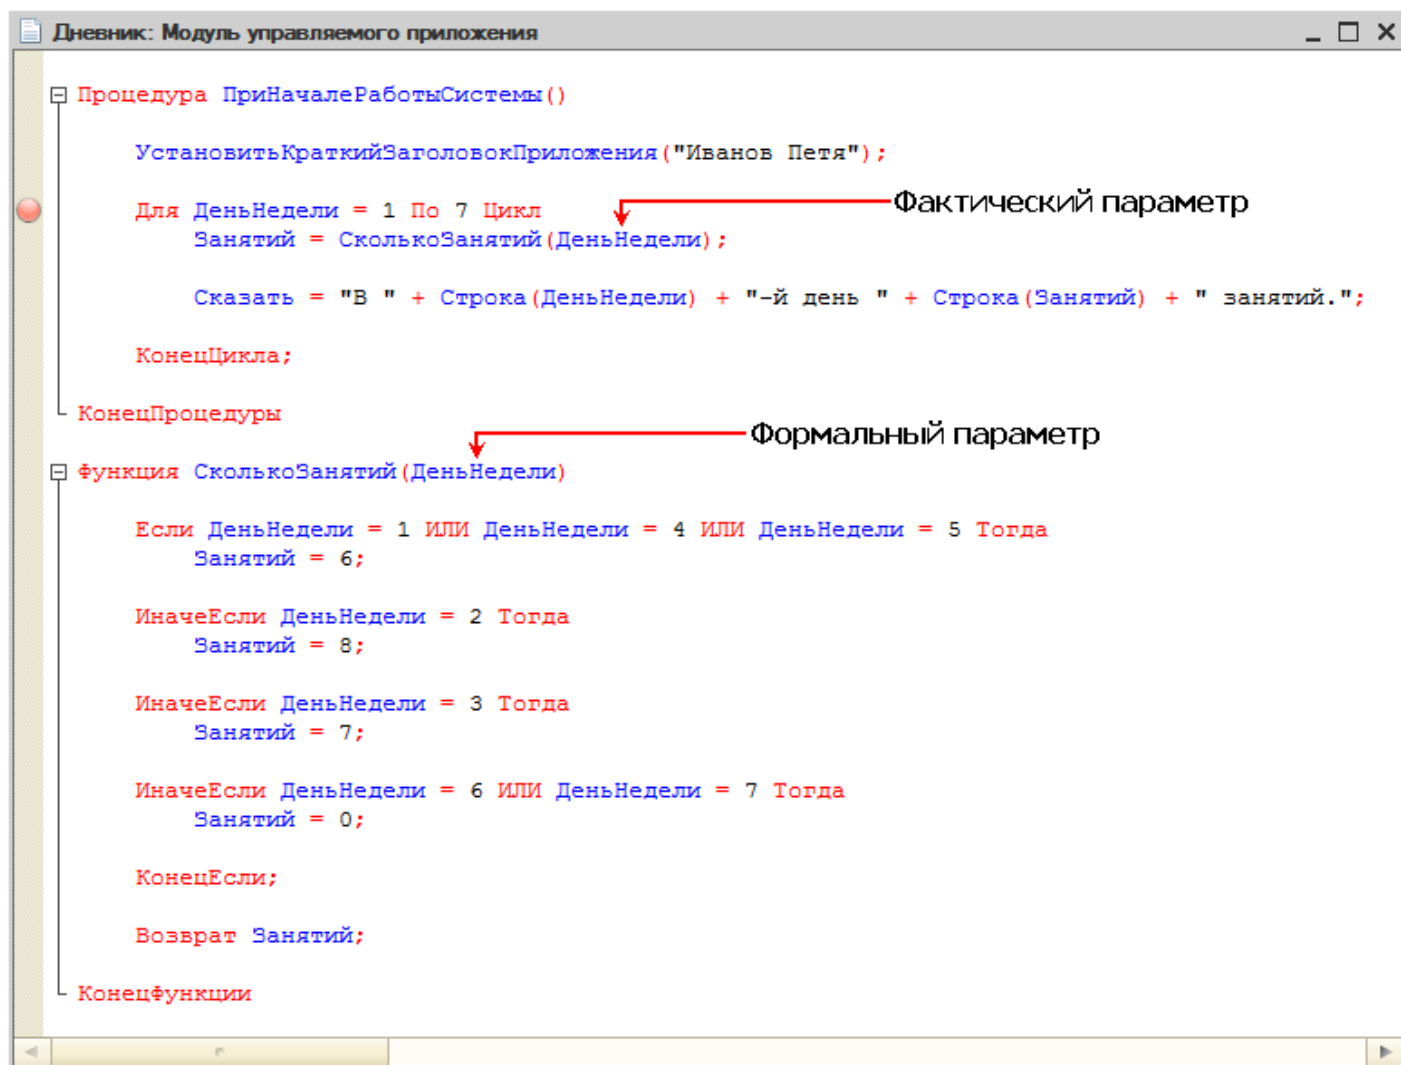 Дневник: Модуль управляемого приложения
Процедура ПриНачалеРаботыСистемы()
УстановитьКраткийЗаголовокПриложения("Иванов Петя");
Для ДеньНедели = 1 По 7 Цикл
Фактический параметр
Занятий = СколькоЗанятий(ДеньНедели);
Сказать = "В " + Строка(ДеньНедели) + "-й день " + Строка(Занятий) + " занятий.";
КонецЦикла;
КонецПроцедуры
Формальный параметр
Функция СколькоЗанятий(ДеньНедели)
Если ДеньНедели = 1 ИЛИ ДеньНедели = 4 ИЛИ ДеньНедели = 5 Тогда
Занятий = 6;
ИначеЕсли ДеньНедели = 2 Тогда
Занятий = 8;
ИначеЕсли ДеньНедели = 3 Тогда
Занятий = 7;
ИначеЕсли ДеньНедели = 6 ИЛИ ДеньНедели = 7 Тогда
Занятий = 0;
КонецЕсли;
Возврат Занятий;
КонецФункции